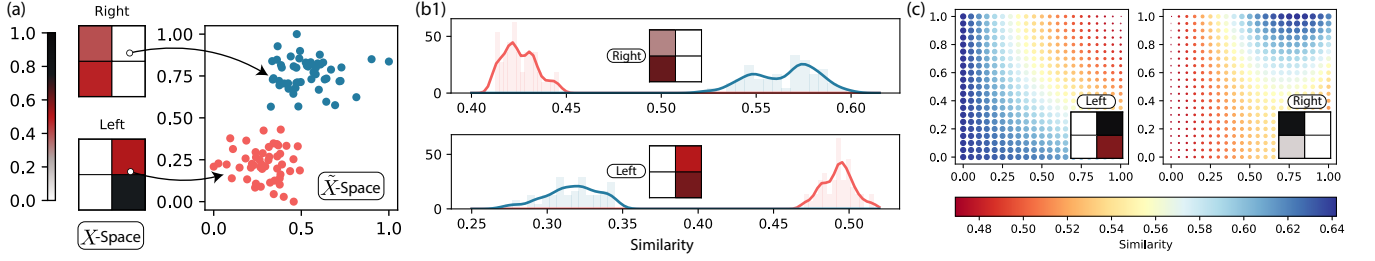 (a)
Right
1.0
0.8
0.6
0.4
0.2
0.0
Left
X-Space
1.00
0.75
0.50
0.25
0.00
0.0 0.5 1.0
X̃-Space
(b1)
50
0
Right
0.40 0.45 0.50 0.55 0.60
50
0
Left
0.25 0.30 0.35 0.40 0.45 0.50
Similarity
(c)
1.0
0.8
0.6
0.4
0.2
0.0
Left
0.00 0.25 0.50 0.75 1.00
1.0
0.8
0.6
0.4
0.2
0.0
Right
0.00 0.25 0.50 0.75 1.00
0.48 0.50 0.52 0.54 0.56 0.58 0.60 0.62 0.64
Similarity